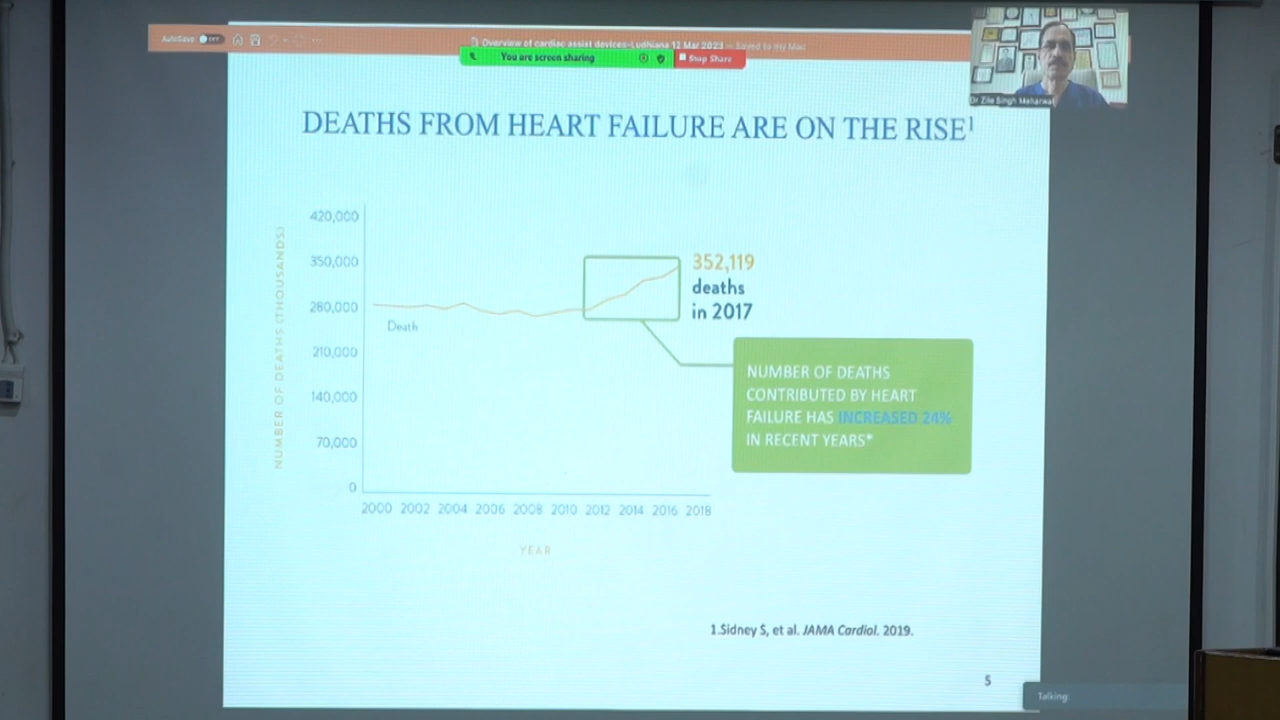 AutoSave OFF
Overview of cardiac assist devices-Ludhiana 12 Mar 2023 — Saved to my Mac
You are screen sharing
Stop Share
Dr Zile Singh Meharwal
DEATHS FROM HEART FAILURE ARE ON THE RISE¹
NUMBER OF DEATHS (THOUSANDS)
420,000
350,000
280,000
210,000
140,000
70,000
0
Death
352,119
deaths
in 2017
NUMBER OF DEATHS
CONTRIBUTED BY HEART
FAILURE HAS INCREASED 24%
IN RECENT YEARS*
2000 2002 2004 2006 2008 2010 2012 2014 2016 2018
YEAR
1.Sidney S, et al. JAMA Cardiol. 2019.
5
Talking: